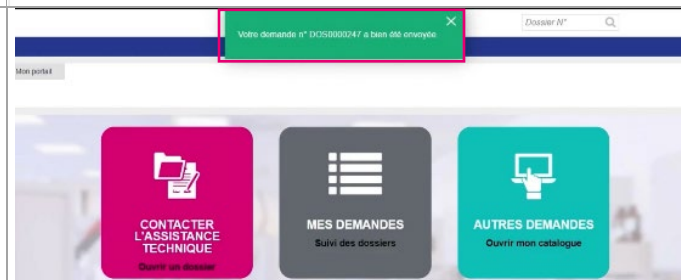 Votre demande n° DOS0000247 a bien été envoyée.
Dossier N°
Mon portail
CONTACTER
L'ASSISTANCE
TECHNIQUE
Ouvrir un dossier
MES DEMANDES
Suivi des dossiers
AUTRES DEMANDES
Ouvrir mon catalogue